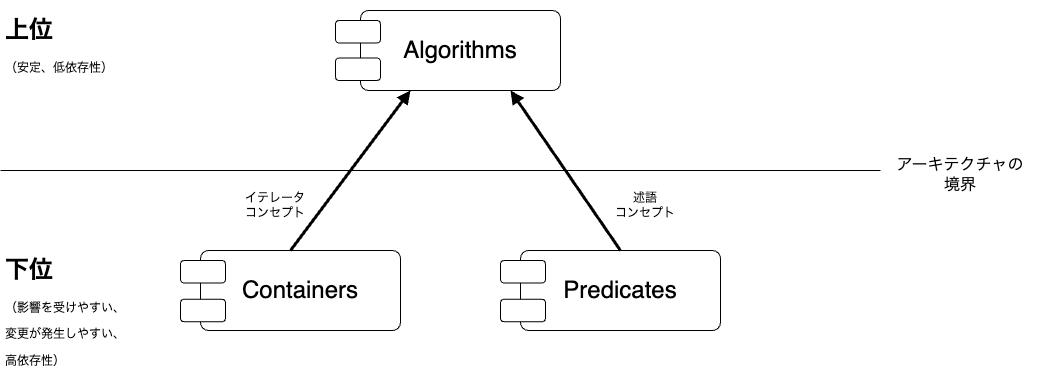 上位
（安定、低依存性）
Algorithms
アーキテクチャの
境界
イテレータ
コンセプト
述語
コンセプト
下位
（影響を受けやすい、
変更が発生しやすい、
高依存性）
Containers
Predicates